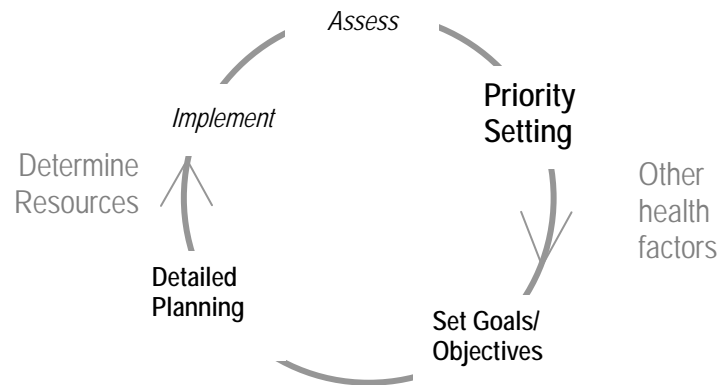 Assess
Priority
Setting
Implement
Determine
Resources
Other
health
factors
Detailed
Planning
Set Goals/
Objectives